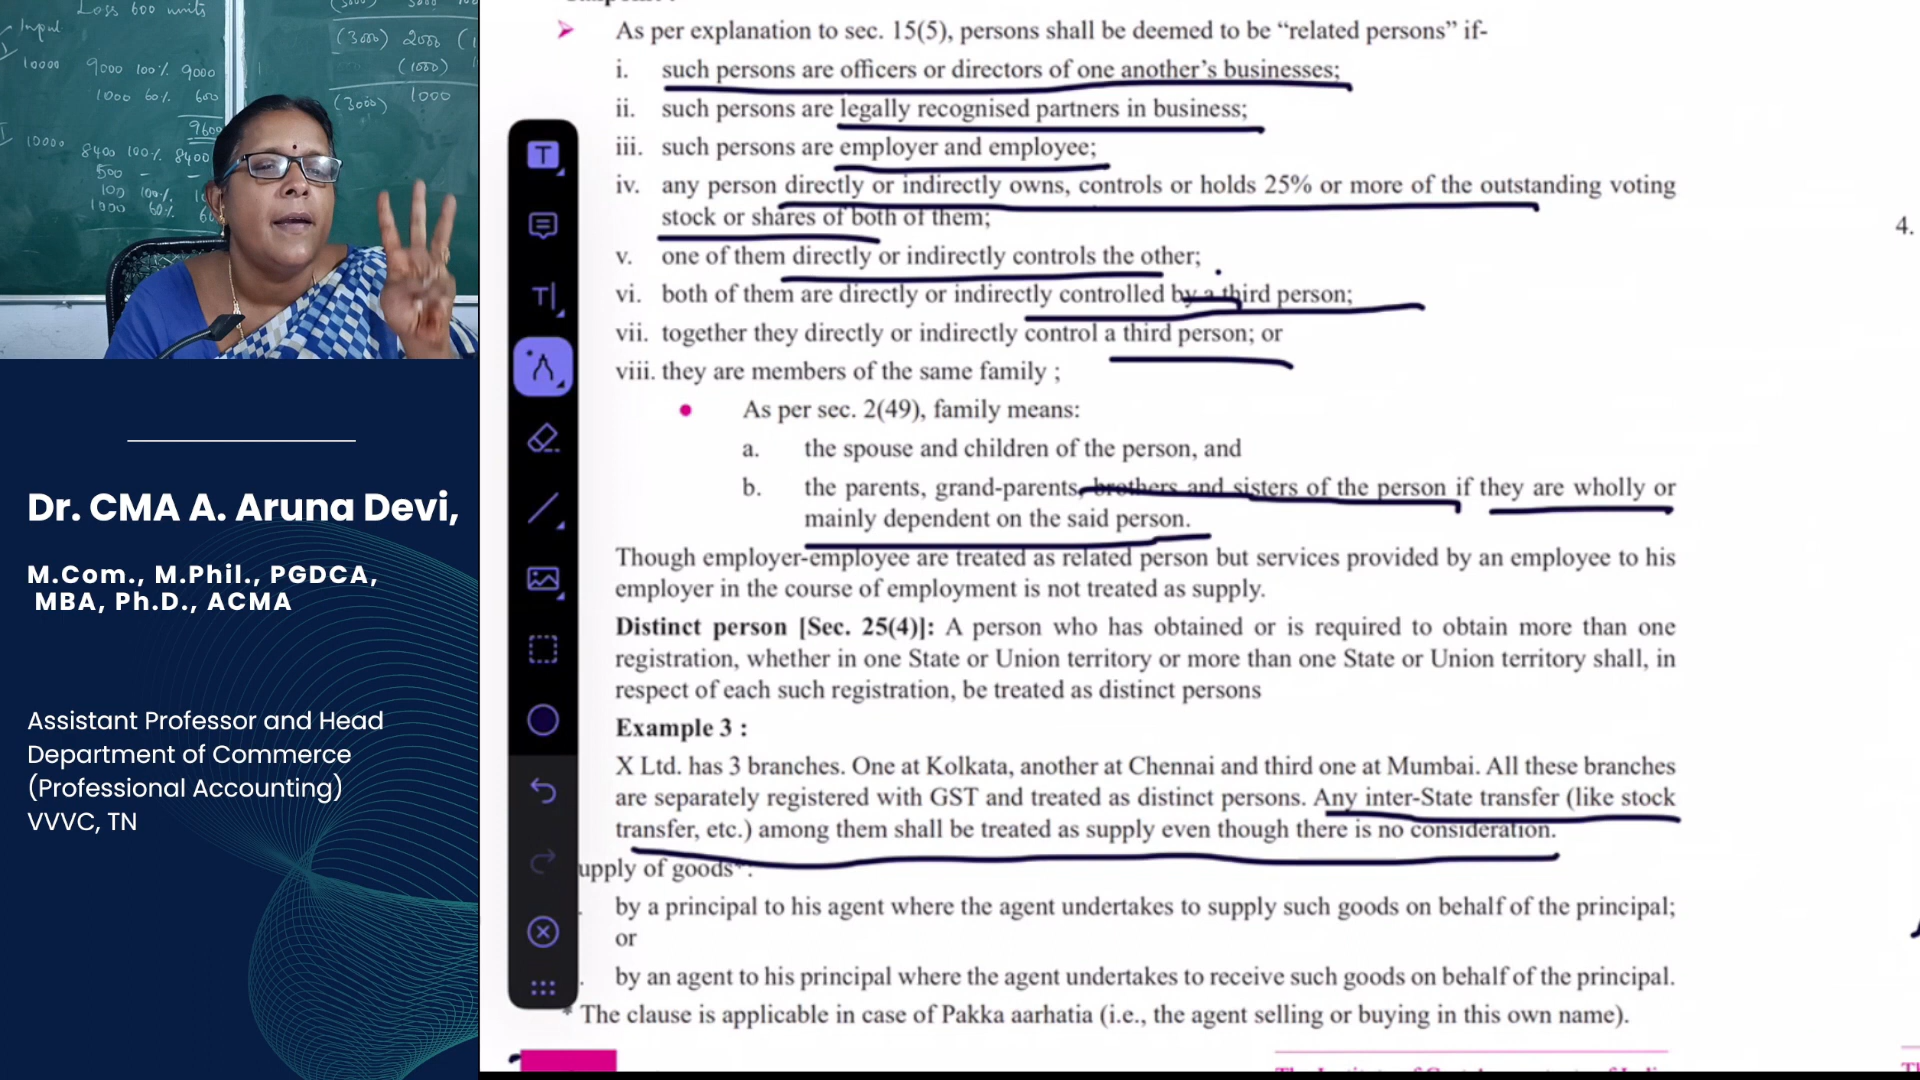 Loss 600 units
Input
10000 9000 100% 9000
1000 60% 600
9600
10000 8400 100% 8400
500 -
100 100%
1000 60%
(3000) 2000
(1000)
(3000) 1000
Dr. CMA A. Aruna Devi,
M.Com., M.Phil., PGDCA,
MBA, Ph.D., ACMA
Assistant Professor and Head
Department of Commerce
(Professional Accounting)
VVVC, TN
As per explanation to sec. 15(5), persons shall be deemed to be “related persons” if-
i. such persons are officers or directors of one another’s businesses;
ii. such persons are legally recognised partners in business;
iii. such persons are employer and employee;
iv. any person directly or indirectly owns, controls or holds 25% or more of the outstanding voting
stock or shares of both of them;
v. one of them directly or indirectly controls the other;
vi. both of them are directly or indirectly controlled by a third person;
vii. together they directly or indirectly control a third person; or
viii. they are members of the same family ;
As per sec. 2(49), family means:
a. the spouse and children of the person, and
b. the parents, grand-parents, brothers and sisters of the person if they are wholly or
mainly dependent on the said person.
Though employer-employee are treated as related person but services provided by an employee to his
employer in the course of employment is not treated as supply.
Distinct person [Sec. 25(4)]: A person who has obtained or is required to obtain more than one
registration, whether in one State or Union territory or more than one State or Union territory shall, in
respect of each such registration, be treated as distinct persons
Example 3 :
X Ltd. has 3 branches. One at Kolkata, another at Chennai and third one at Mumbai. All these branches
are separately registered with GST and treated as distinct persons. Any inter-State transfer (like stock
transfer, etc.) among them shall be treated as supply even though there is no consideration.
upply of goods*:
by a principal to his agent where the agent undertakes to supply such goods on behalf of the principal;
or
by an agent to his principal where the agent undertakes to receive such goods on behalf of the principal.
* The clause is applicable in case of Pakka aarhatia (i.e., the agent selling or buying in this own name).
4.